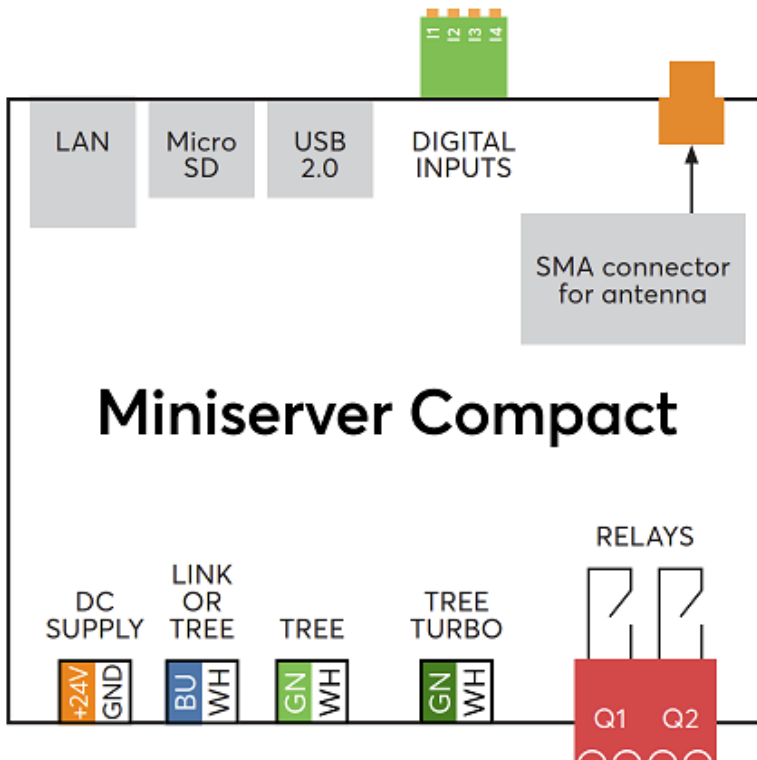 I1 I2 I3 I4
LAN
Micro
SD
USB
2.0
DIGITAL
INPUTS
SMA connector
for antenna
Miniserver Compact
RELAYS
DC
SUPPLY
LINK
OR
TREE
TREE
TREE
TURBO
+24V
GND
BU
WH
GN
WH
GN
WH
Q1
Q2